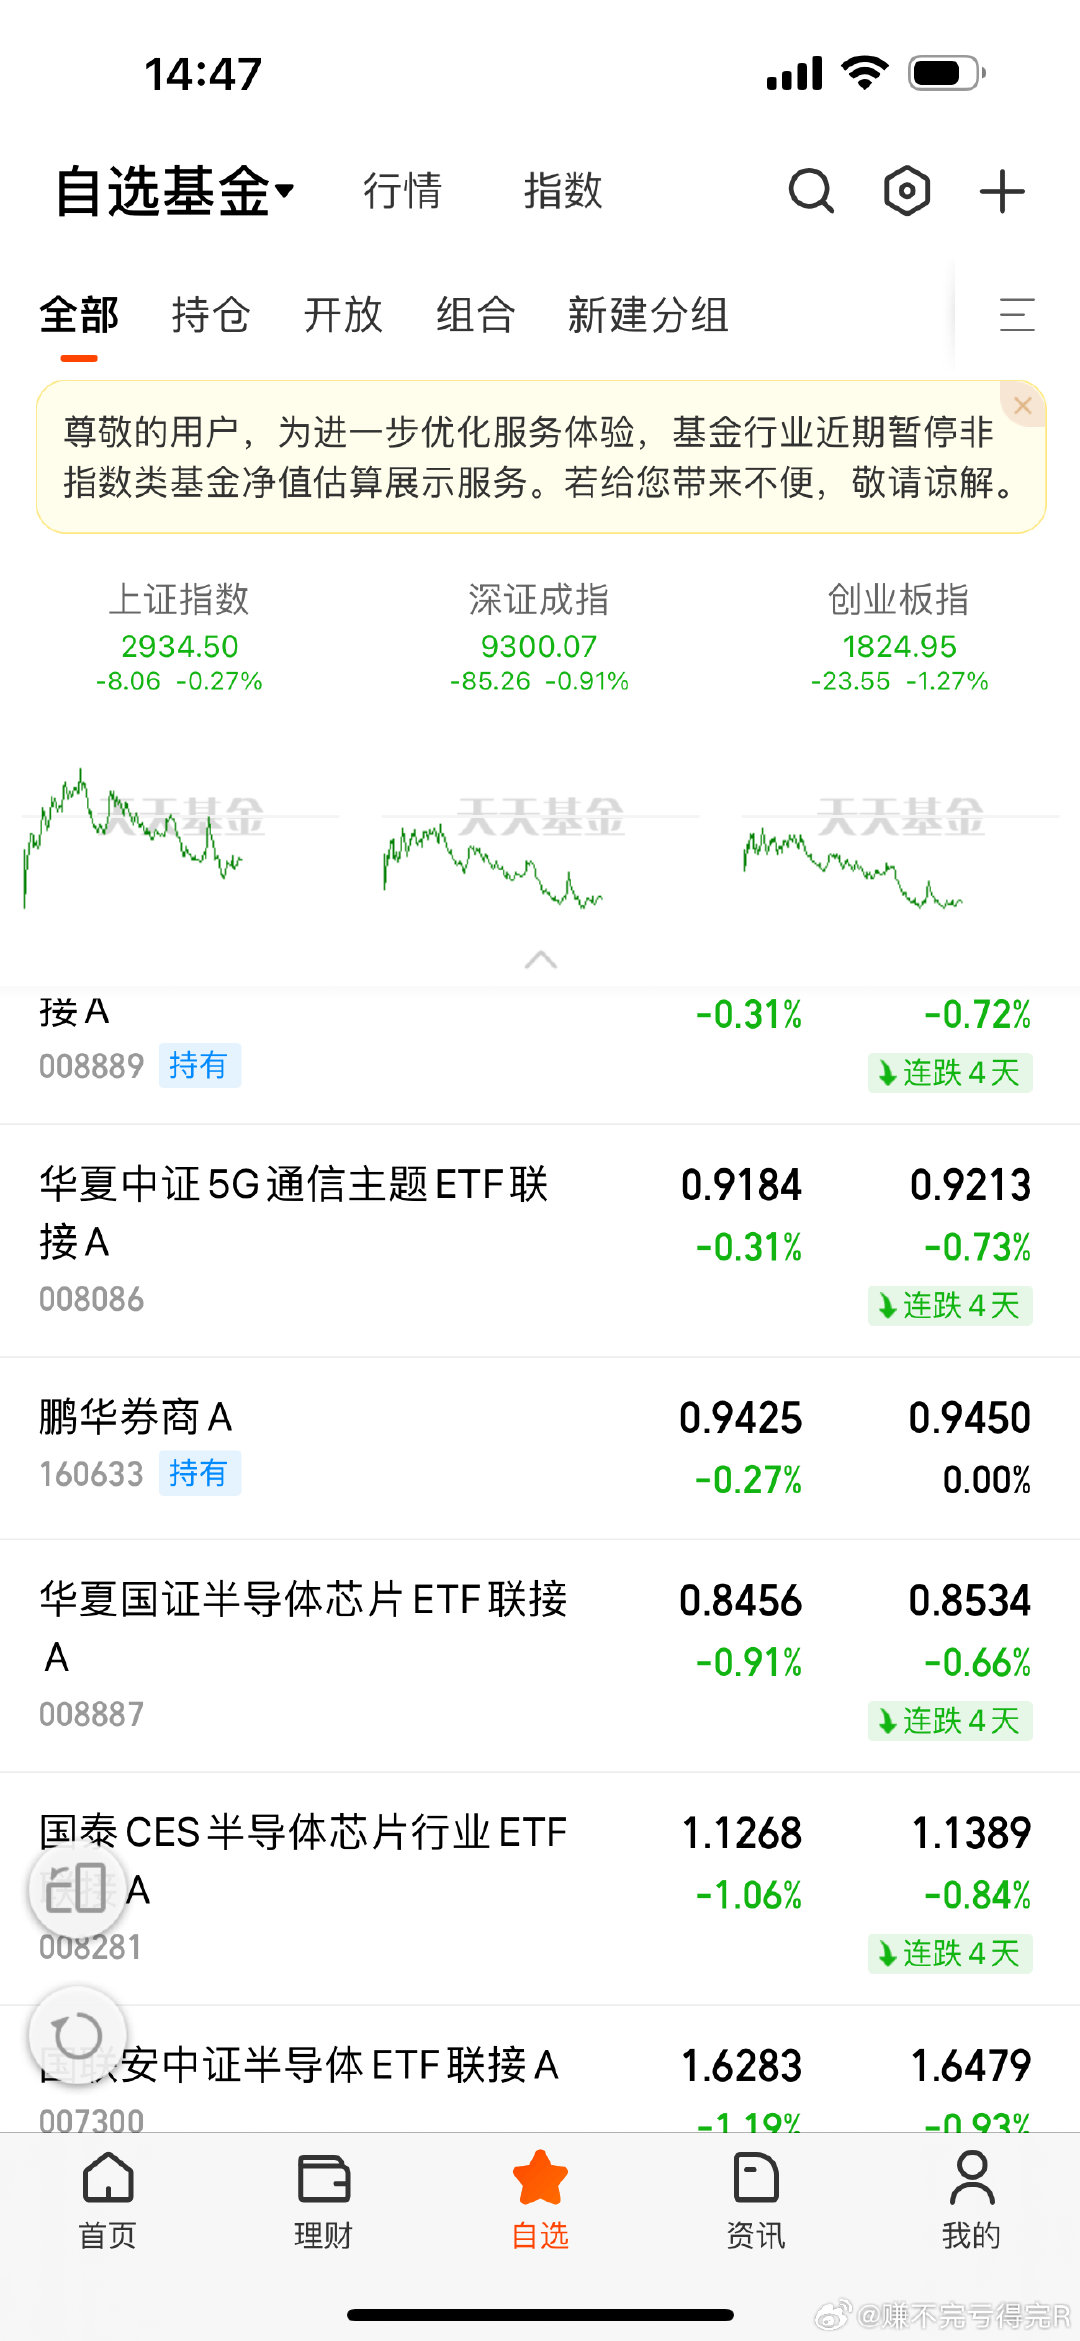 14:47
自选基金 行情 指数
全部 持仓 开放 组合 新建分组
尊敬的用户，为进一步优化服务体验，基金行业近期暂停非
指数类基金净值估算展示服务。若给您带来不便，敬请谅解。
上证指数 深证成指 创业板指
2934.50 9300.07 1824.95
-8.06 -0.27% -85.26 -0.91% -23.55 -1.27%
天天基金 天天基金 天天基金
接A -0.31% -0.72%
008889 持有 连跌4天
华夏中证5G通信主题ETF联 0.9184 0.9213
接A -0.31% -0.73%
008086 连跌4天
鹏华券商A 0.9425 0.9450
160633 持有 -0.27% 0.00%
华夏国证半导体芯片ETF联接 0.8456 0.8534
A -0.91% -0.66%
008887 连跌4天
国泰CES半导体芯片行业ETF 1.1268 1.1389
联接A -1.06% -0.84%
008281 连跌4天
国联安中证半导体ETF联接A 1.6283 1.6479
007300 -1.19% -0.93%
首页 理财 自选 资讯 我的
@赚不完亏得完R